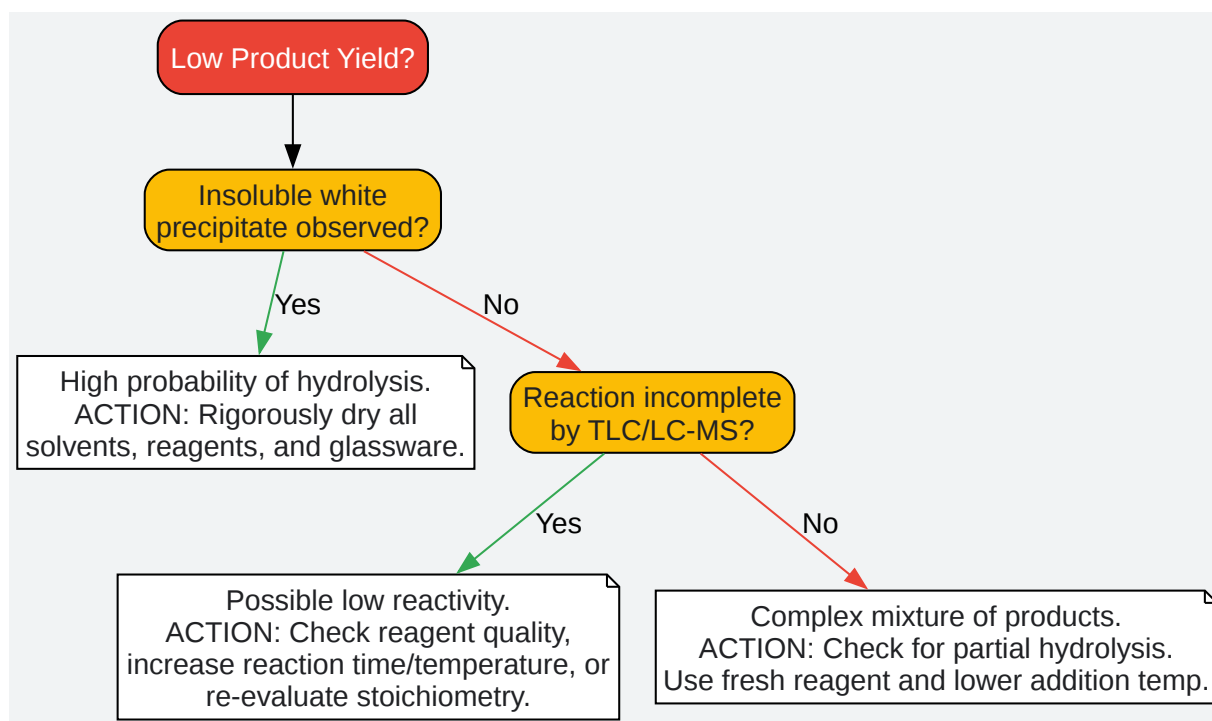 Low Product Yield?
Insoluble white
precipitate observed?
Yes
No
High probability of hydrolysis.
ACTION: Rigorously dry all
solvents, reagents, and glassware.
Reaction incomplete
by TLC/LC-MS?
Yes
No
Possible low reactivity.
ACTION: Check reagent quality,
increase reaction time/temperature, or
re-evaluate stoichiometry.
Complex mixture of products.
ACTION: Check for partial hydrolysis.
Use fresh reagent and lower addition temp.